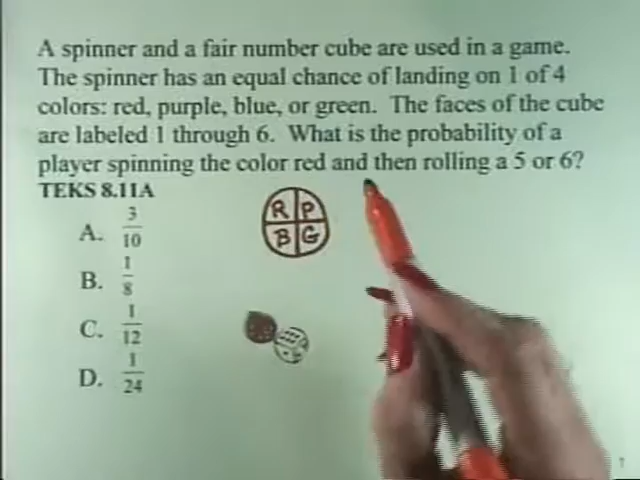 A spinner and a fair number cube are used in a game.
The spinner has an equal chance of landing on 1 of 4
colors: red, purple, blue, or green. The faces of the cube
are labeled 1 through 6. What is the probability of a
player spinning the color red and then rolling a 5 or 6?
TEKS 8.11A
A. 3/10
B. 1/8
C. 1/12
D. 1/24
R P
B G